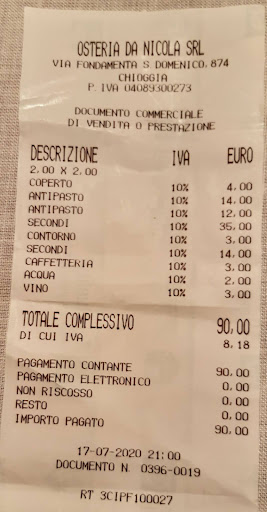 OSTERIA DA NICOLA SRL
VIA FONDAMENTA S DOMENICO, 874
CHIOGGIA
P. IVA 04089300273
DOCUMENTO COMMERCIALE
DI VENDITA O PRESTAZIONE
DESCRIZIONE IVA EURO
2,00 X 2,00
COPERTO 10% 4,00
ANTIPASTO 10% 14,00
ANTIPASTO 10% 12,00
SECONDI 10% 35,00
CONTORNO 10% 3,00
SECONDI 10% 14,00
CAFFETTERIA 10% 3,00
ACQUA 10% 2,00
VINO 10% 3,00
TOTALE COMPLESSIVO 90,00
DI CUI IVA 8,18
PAGAMENTO CONTANTE 90,00
PAGAMENTO ELETTRONICO 0,00
NON RISCOSSO 0,00
RESTO 0,00
IMPORTO PAGATO 90,00
17-07-2020 21:00
DOCUMENTO N. 0396-0019
RT 3CIPF100027